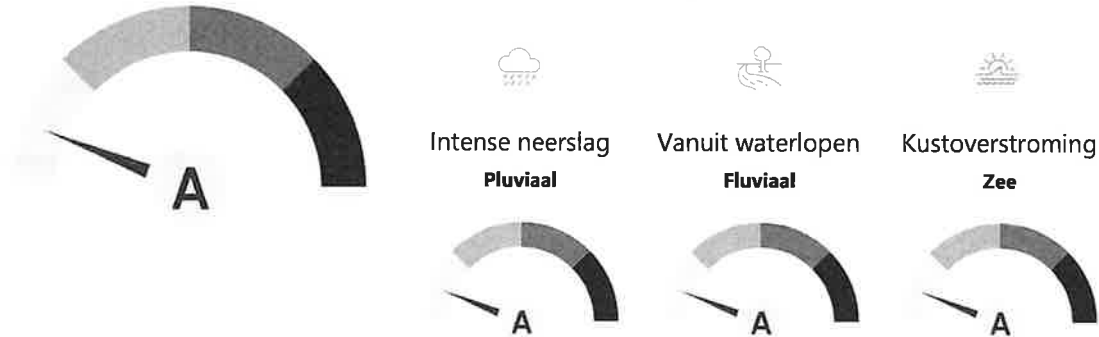 A
Intense neerslag
Pluviaal
A
Vanuit waterlopen
Fluviaal
A
Kustoverstroming
Zee
A